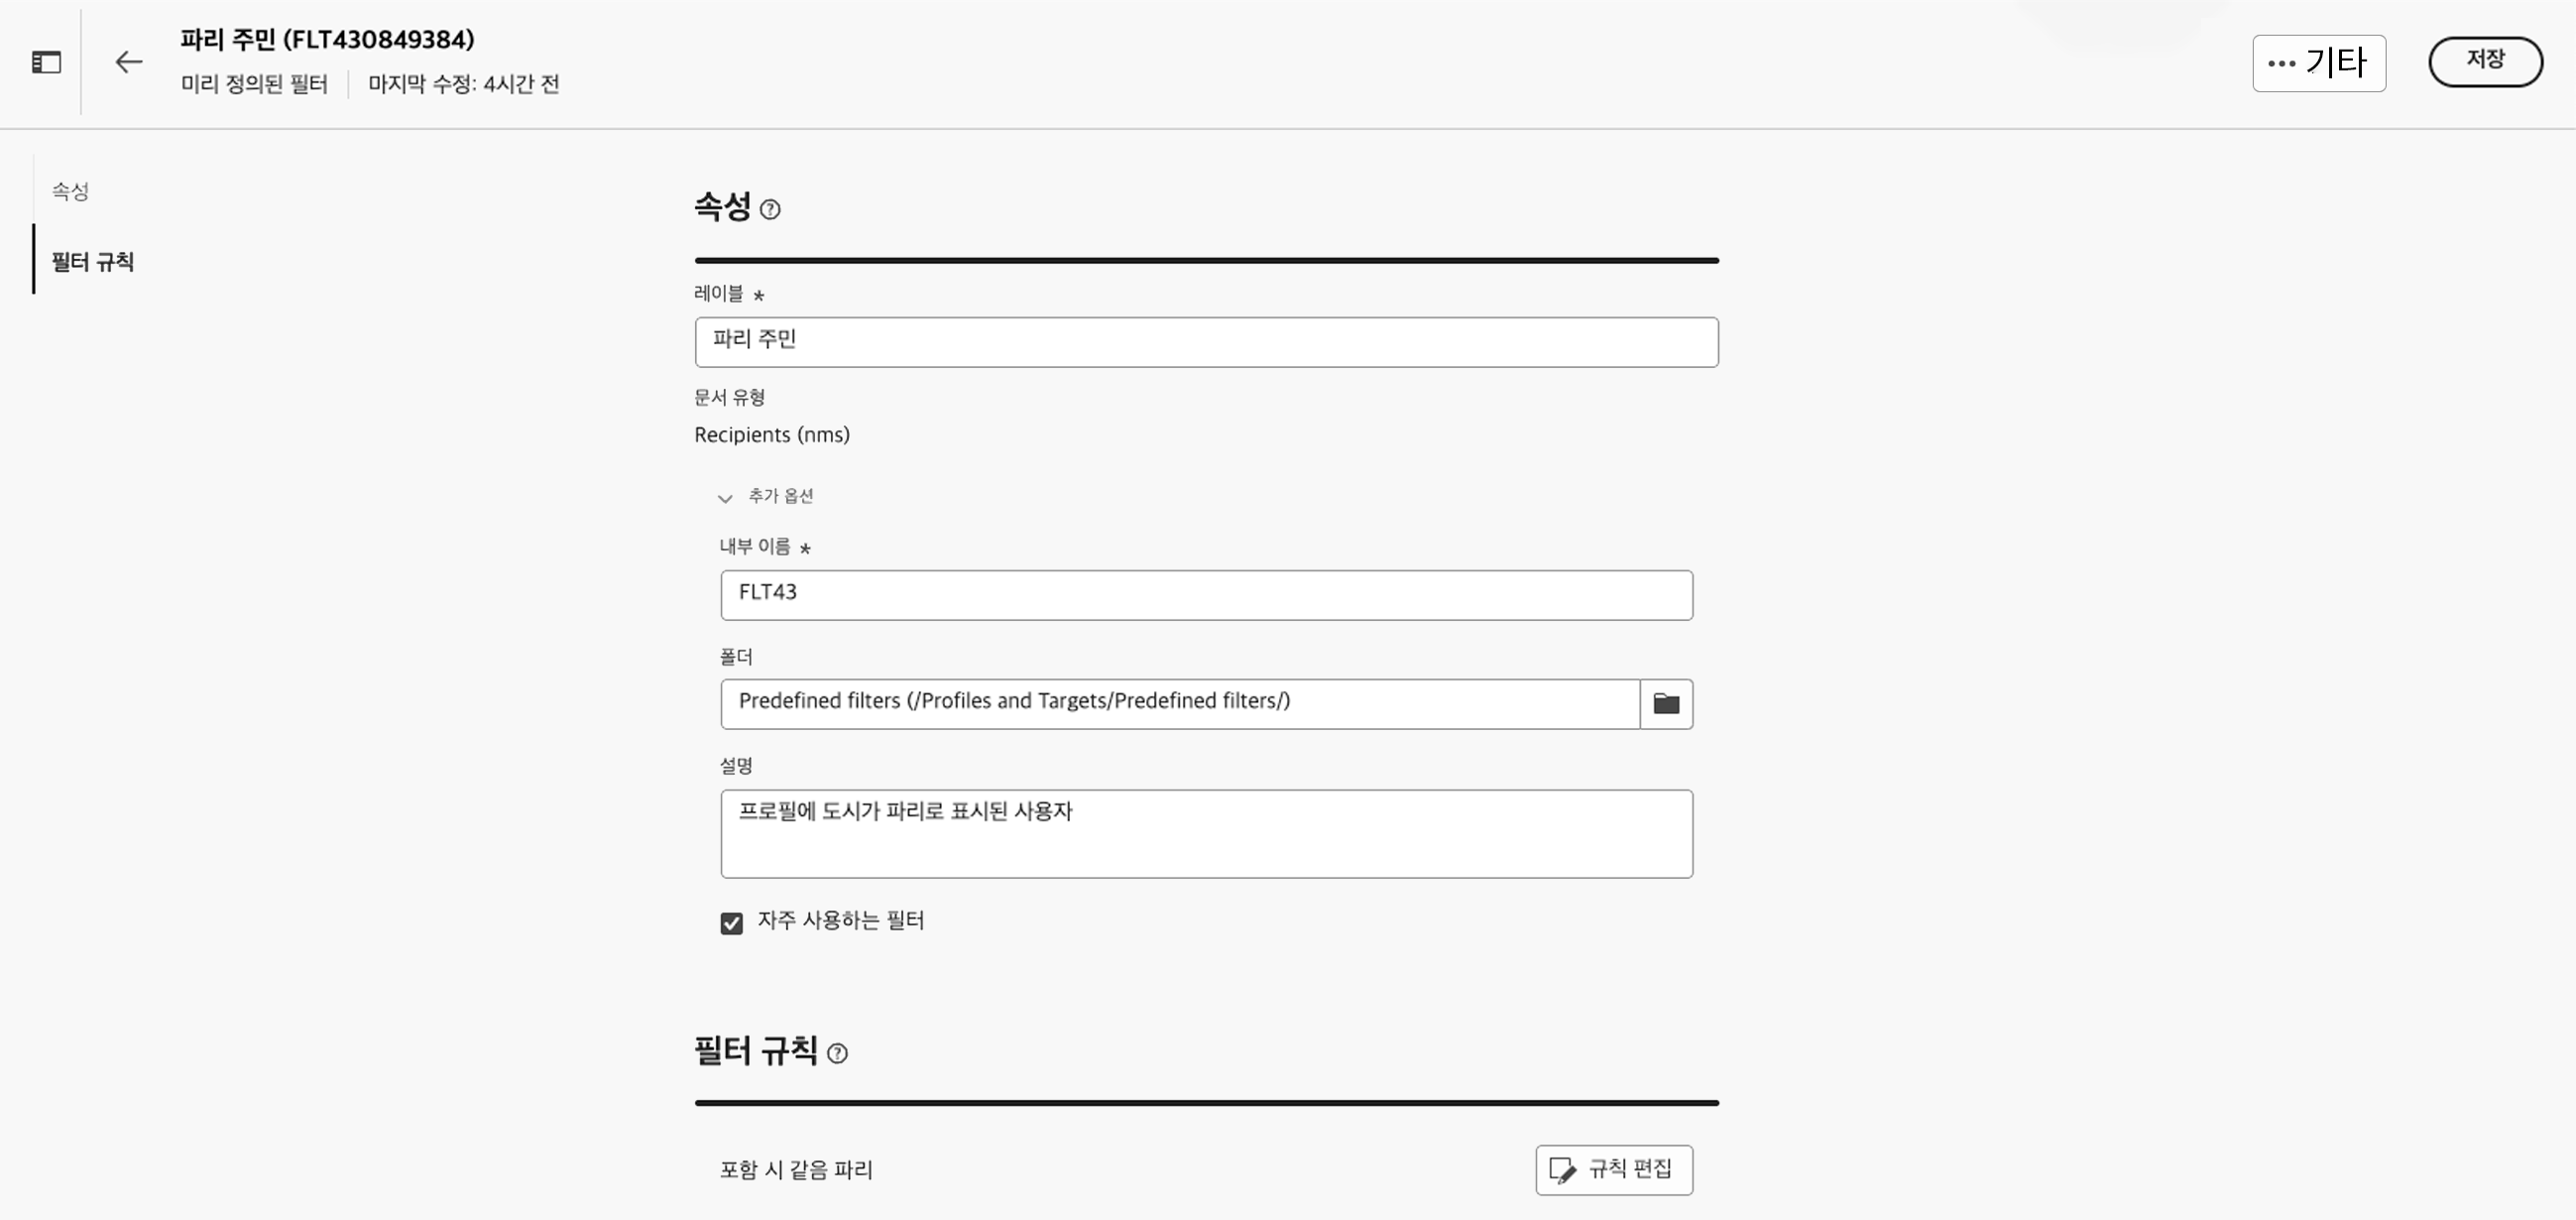 파리 주민 (FLT430849384)
미리 정의된 필터
마지막 수정: 4시간 전
··· 기타
저장
속성
필터 규칙
속성
레이블 *
파리 주민
문서 유형
Recipients (nms)
추가 옵션
내부 이름 *
FLT43
폴더
Predefined filters (/Profiles and Targets/Predefined filters/)
설명
프로필에 도시가 파리로 표시된 사용자
자주 사용하는 필터
필터 규칙
포함 시 같음 파리
규칙 편집